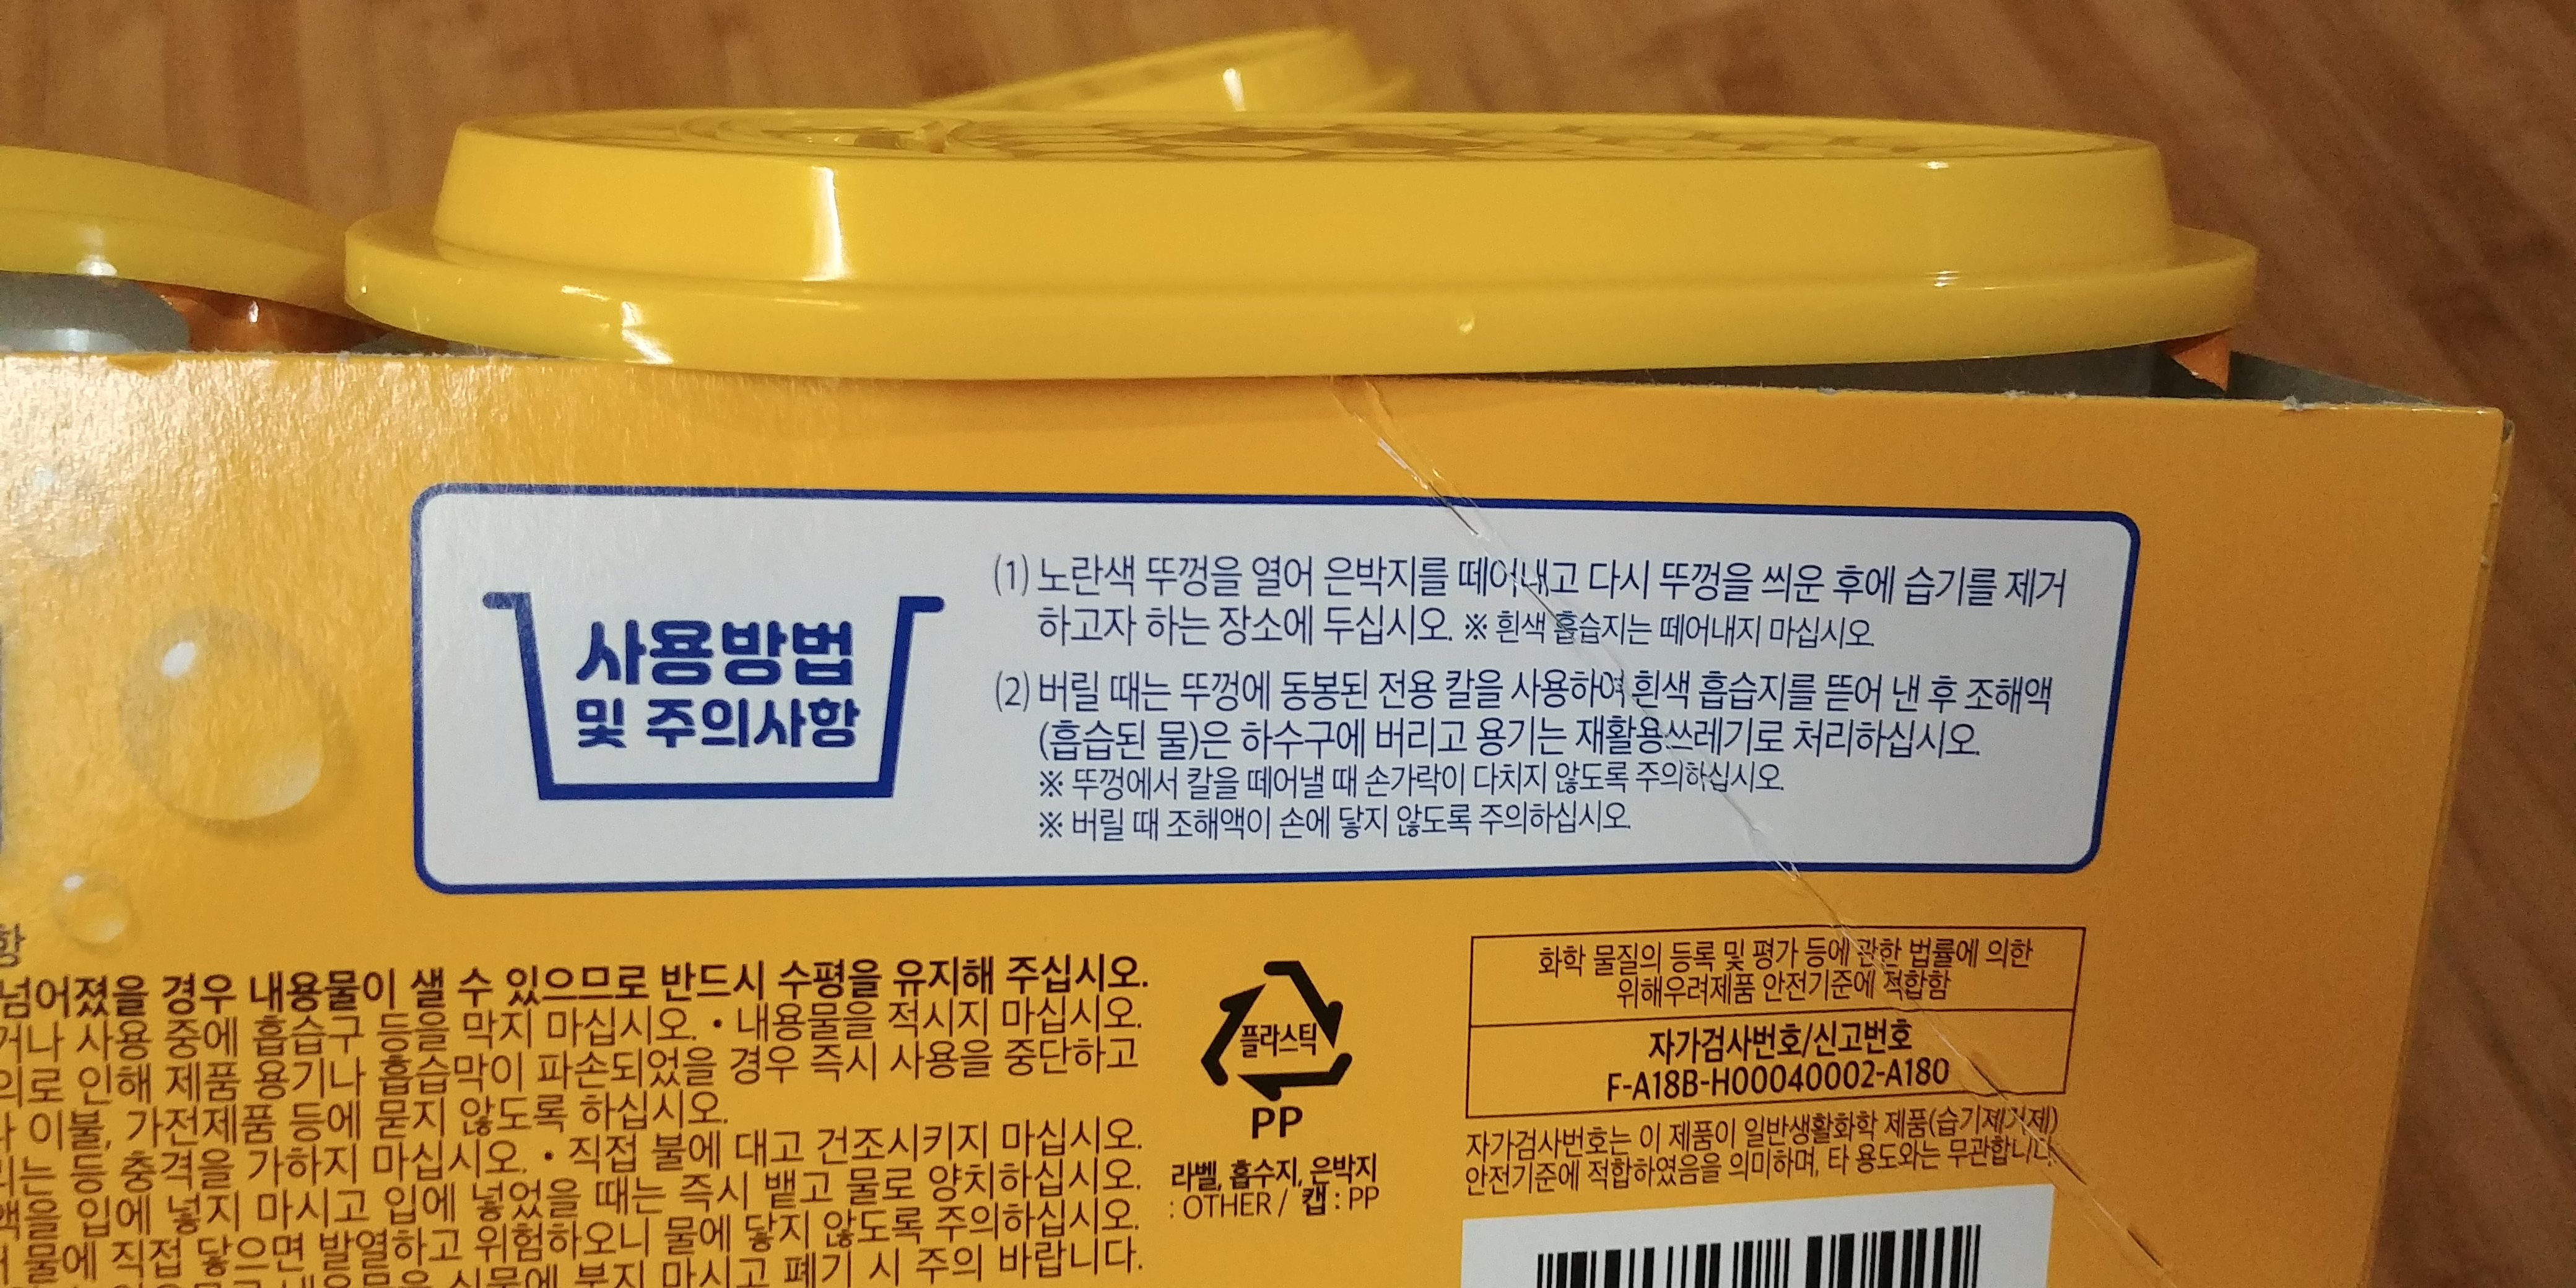 사용방법
및 주의사항
(1) 노란색 뚜껑을 열어 은박지를 떼어내고 다시 뚜껑을 씌운 후에 습기를 제거
하고자 하는 장소에 두십시오. ※ 흰색 흡습지는 떼어내지 마십시오.
(2) 버릴 때는 뚜껑에 동봉된 전용 칼을 사용하여 흰색 흡습지를 뜯어 낸 후 조해액
(흡습된 물)은 하수구에 버리고 용기는 재활용쓰레기로 처리하십시오.
※ 뚜껑에서 칼을 떼어낼 때 손가락이 다치지 않도록 주의하십시오.
※ 버릴 때 조해액이 손에 닿지 않도록 주의하십시오.
항
넘어졌을 경우 내용물이 샐 수 있으므로 반드시 수평을 유지해 주십시오.
거나 사용 중에 흡습구 등을 막지 마십시오. • 내용물을 적시지 마십시오.
의로 인해 제품 용기나 흡습막이 파손되었을 경우 즉시 사용을 중단하고
이불, 가전제품 등에 묻지 않도록 하십시오.
리는 등 충격을 가하지 마십시오. • 직접 불에 대고 건조시키지 마십시오.
액을 입에 넣지 마시고 입에 넣었을 때는 즉시 뱉고 물로 양치하십시오.
물에 직접 닿으면 발열하고 위험하오니 물에 닿지 않도록 주의하십시오.
내용물을 식물에 붓지 마시고 폐기 시 주의 바랍니다.
플라스틱
PP
라벨, 흡수지, 은박지
: OTHER / 캡 : PP
화학 물질의 등록 및 평가 등에 관한 법률에 의한
위해우려제품 안전기준에 적합함
자가검사번호/신고번호
F-A18B-H00040002-A180
자가검사번호는 이 제품이 일반생활화학 제품(습기제거제)
안전기준에 적합하였음을 의미하며, 타 용도와는 무관합니다.